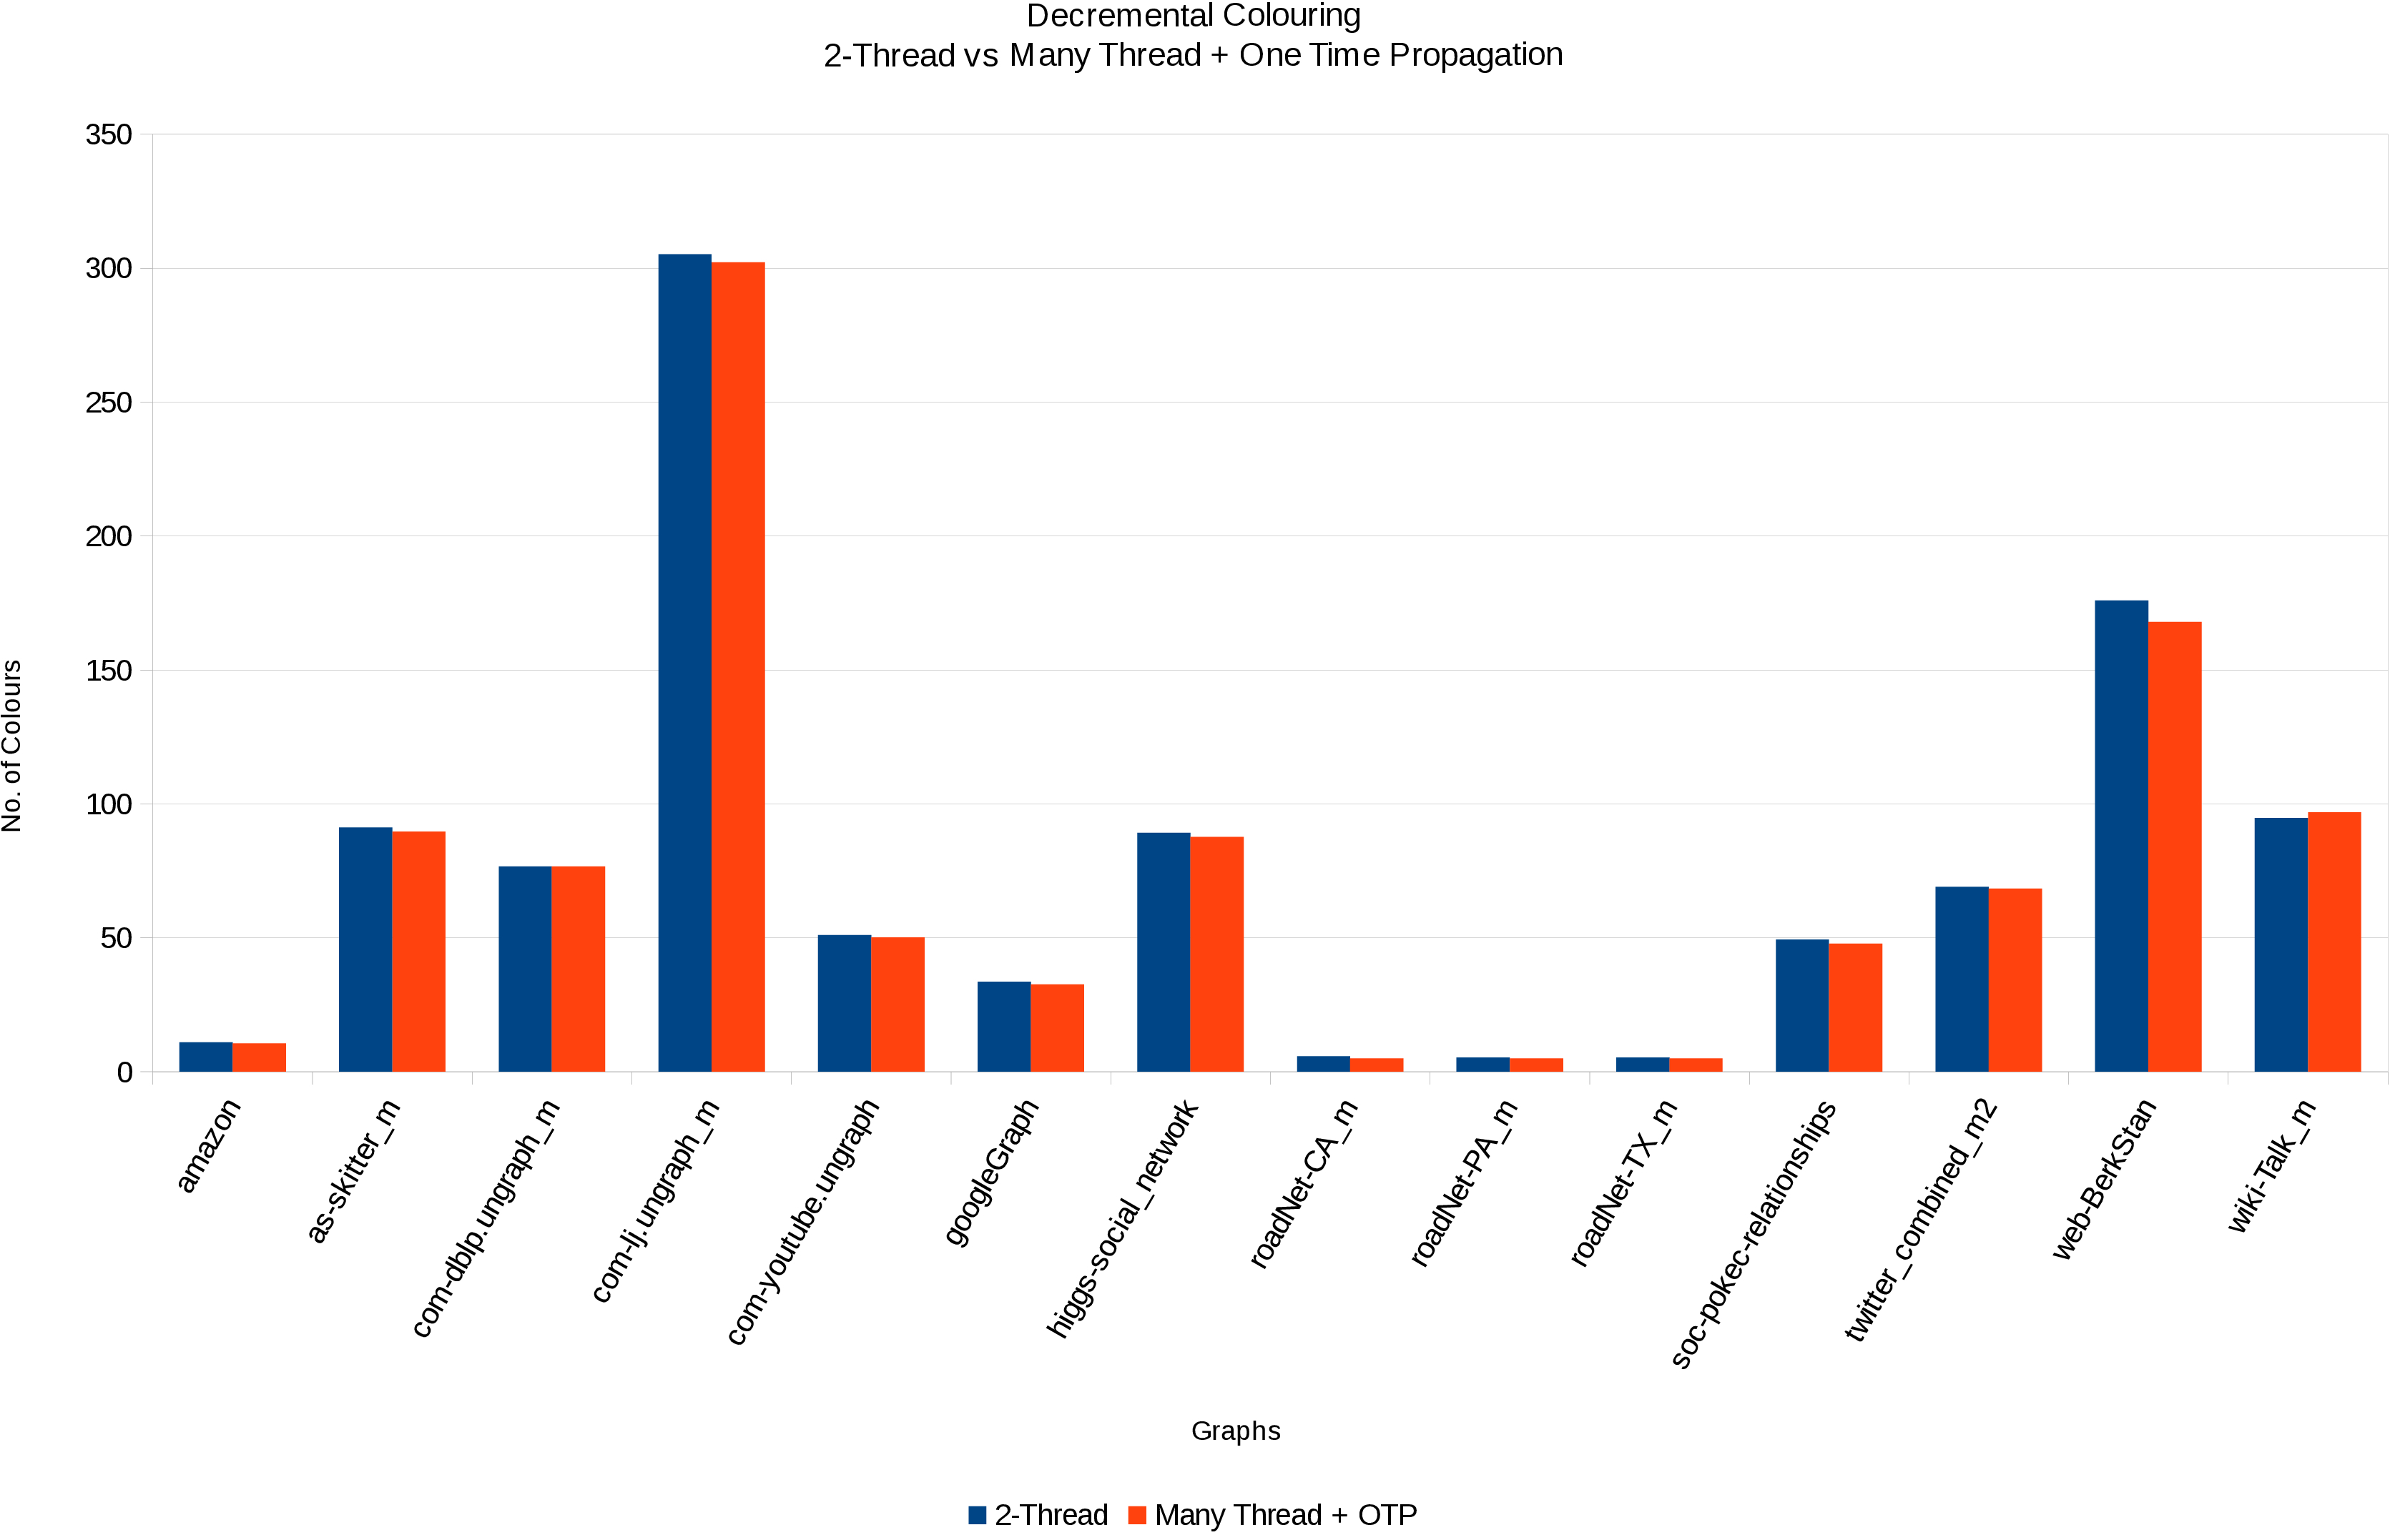 Decremental Colouring
2-Thread vs Many Thread + One Time Propagation
350
300
250
200
150
100
50
0
No. of Colours
amazon
as-skitter_m
com-dblp.ungraph_m
com-lj.ungraph_m
com-youtube.ungraph
googleGraph
higgs-social_network
roadNet-CA_m
roadNet-PA_m
roadNet-TX_m
soc-pokec-relationships
twitter_combined_m2
web-BerkStan
wiki-Talk_m
Graphs
2-Thread
Many Thread + OTP